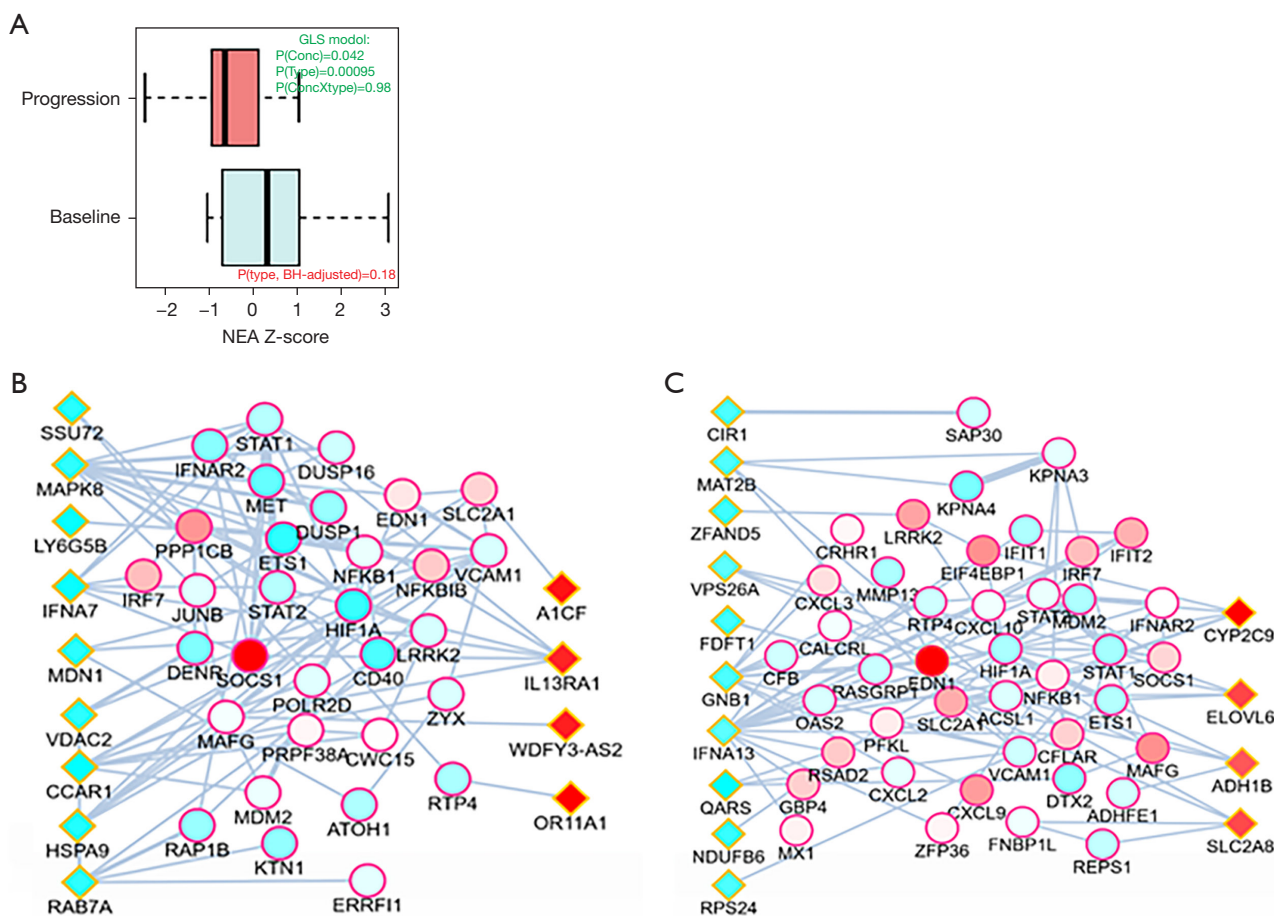 A
GLS modol:
P(Conc)=0.042
P(Type)=0.00095
P(ConcXtype)=0.98
Progression
Baseline
P(type, BH-adjusted)=0.18
−2 −1 0 1 2 3
NEA Z-score
B
SSU72
STAT1
IFNAR2
DUSP16
MAPK8
MET
EDN1
SLC2A1
DUSP1
LY6G5B
PPP1CB
ETS1
NFKB1
VCAM1
NFKBIB
IFNA7
IRF7
JUNB
STAT2
A1CF
HIF1A
MDN1
DENR
SOCS1
LRRK2
CD40
IL13RA1
POLR2D
ZYX
VDAC2
MAFG
PRPF38A
CWC15
WDFY3-AS2
CCAR1
MDM2
RTP4
ATOH1
OR11A1
HSPA9
RAP1B
KTN1
RAB7A
ERRFI1
C
CIR1
SAP30
MAT2B
KPNA3
KPNA4
ZFAND5
LRRK2
CRHR1
IFIT1
IFIT2
EIF4EBP1
IRF7
VPS26A
MMP13
CXCL3
RTP4
CXCL10
STAT2
MDM2
IFNAR2
CYP2C9
FDFT1
CALCRL
HIF1A
STAT1
CFB
RASGRP1
EDN1
SOCS1
GNB1
NFKB1
ELOVL6
OAS2
SLC2A1
ACSL1
ETS1
IFNA13
PFKL
CFLAR
MAFG
RSAD2
VCAM1
ADH1B
QARS
GBP4
CXCL2
CXCL9
DTX2
ADHFE1
NDUFB6
MX1
ZFP36
FNBP1L
REPS1
SLC2A8
RPS24